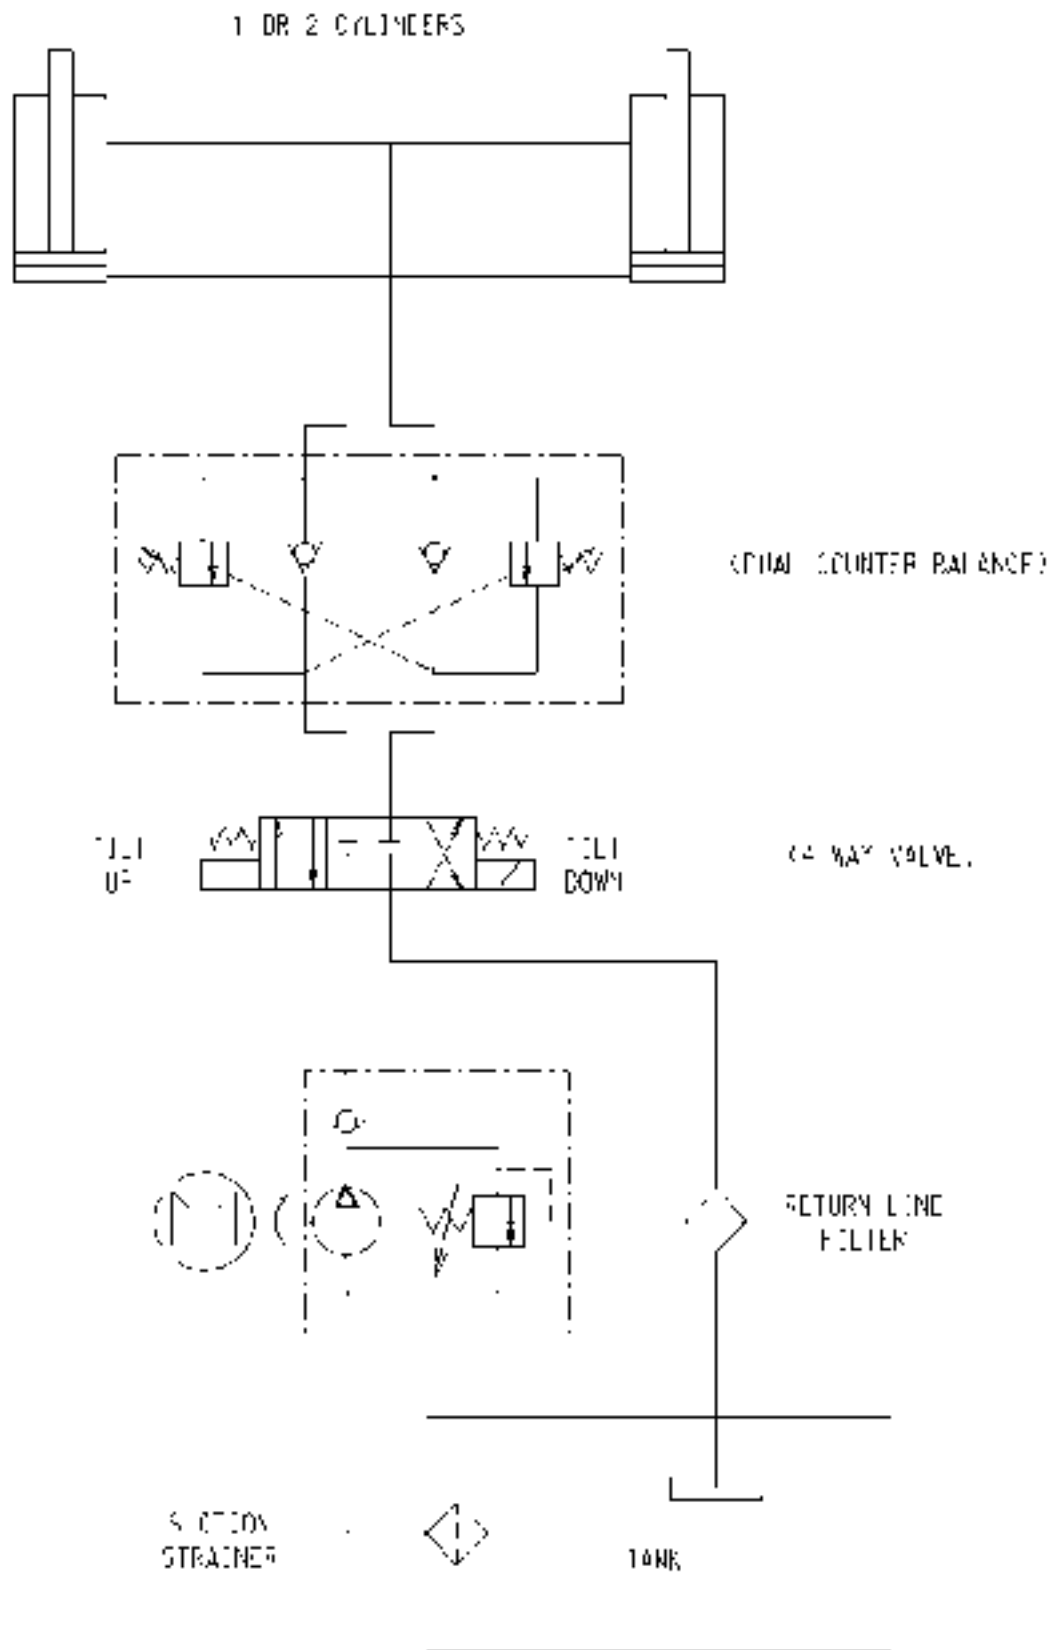 1 OR 2 CYLINDERS
(DUAL COUNTER BALANCE)
TILT
UP
TILT
DOWN
(4 WAY VALVE)
RETURN LINE
FILTER
SUCTION
STRAINER
TANK